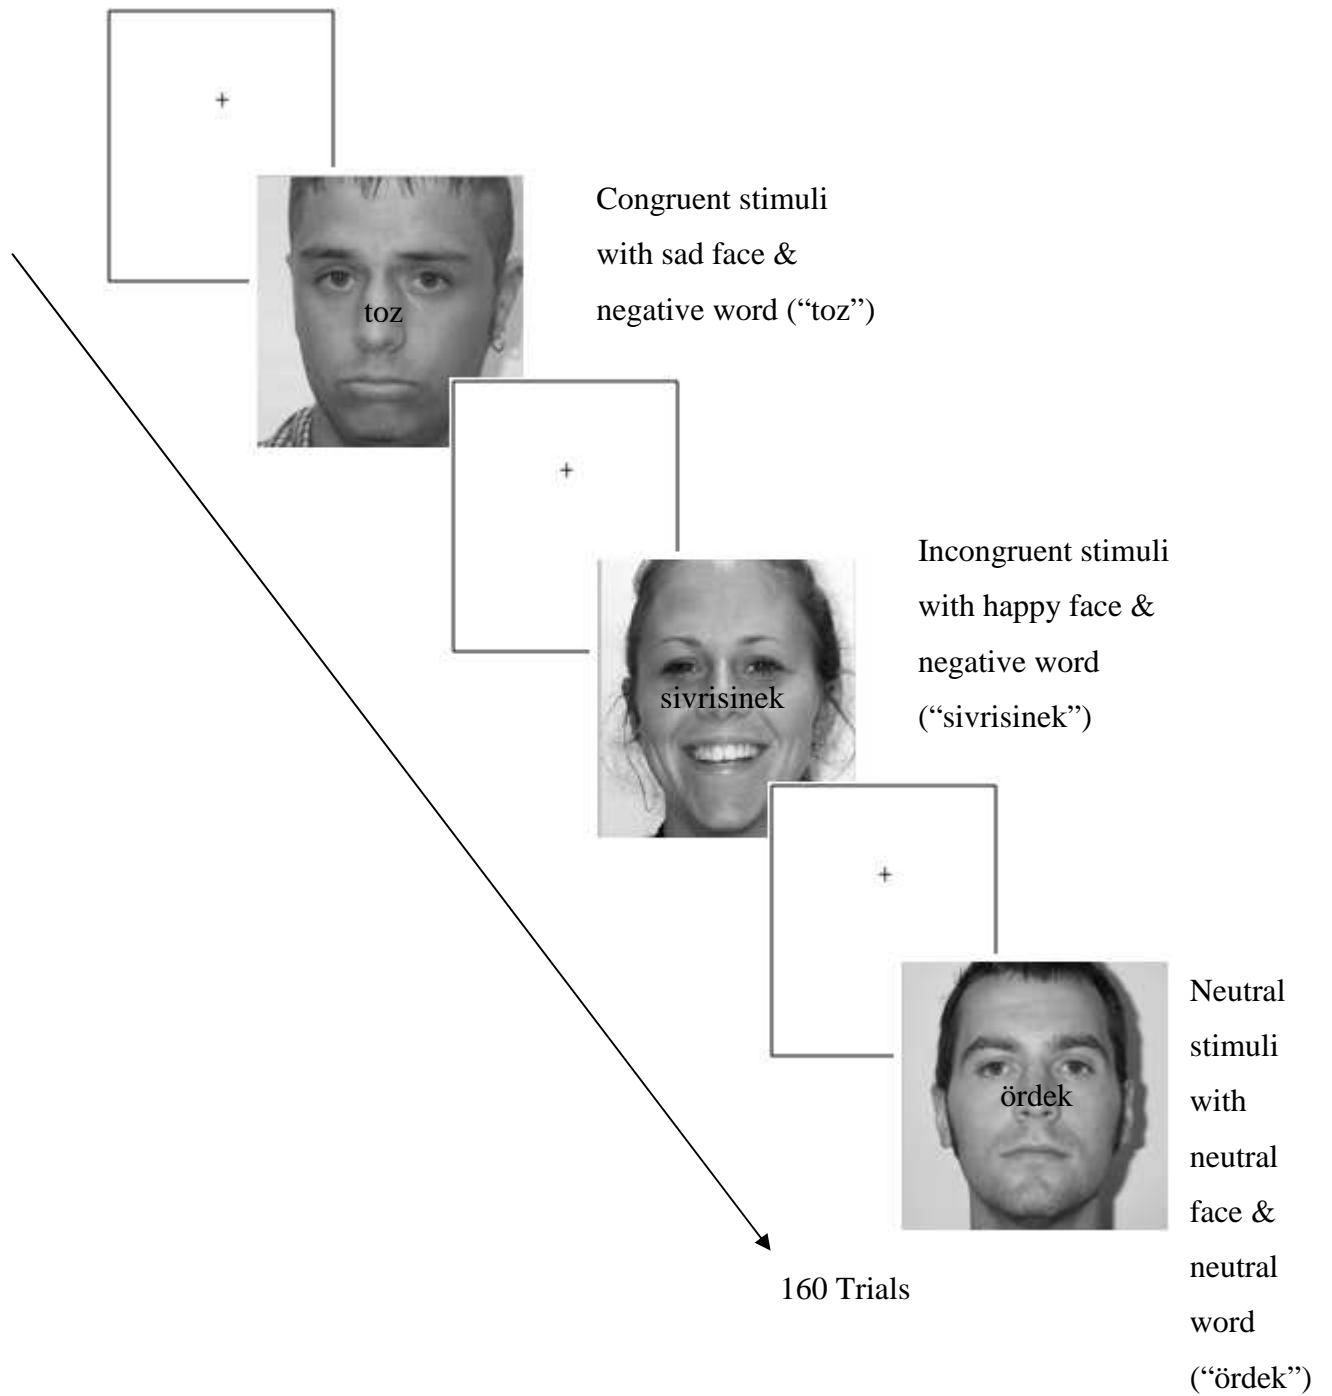 toz
Congruent stimuli
with sad face &
negative word (“toz”)
sivrisinek
Incongruent stimuli
with happy face &
negative word
(“sivrisinek”)
ördek
Neutral
stimuli
with
neutral
face &
neutral
word
(“ördek”)
160 Trials